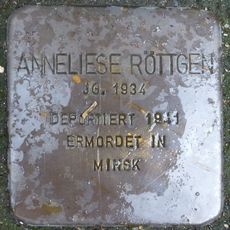 ANNELIESE RÖTTGEN
JG. 1934
DEPORTIERT 1941
ERMORDET IN
MINSK